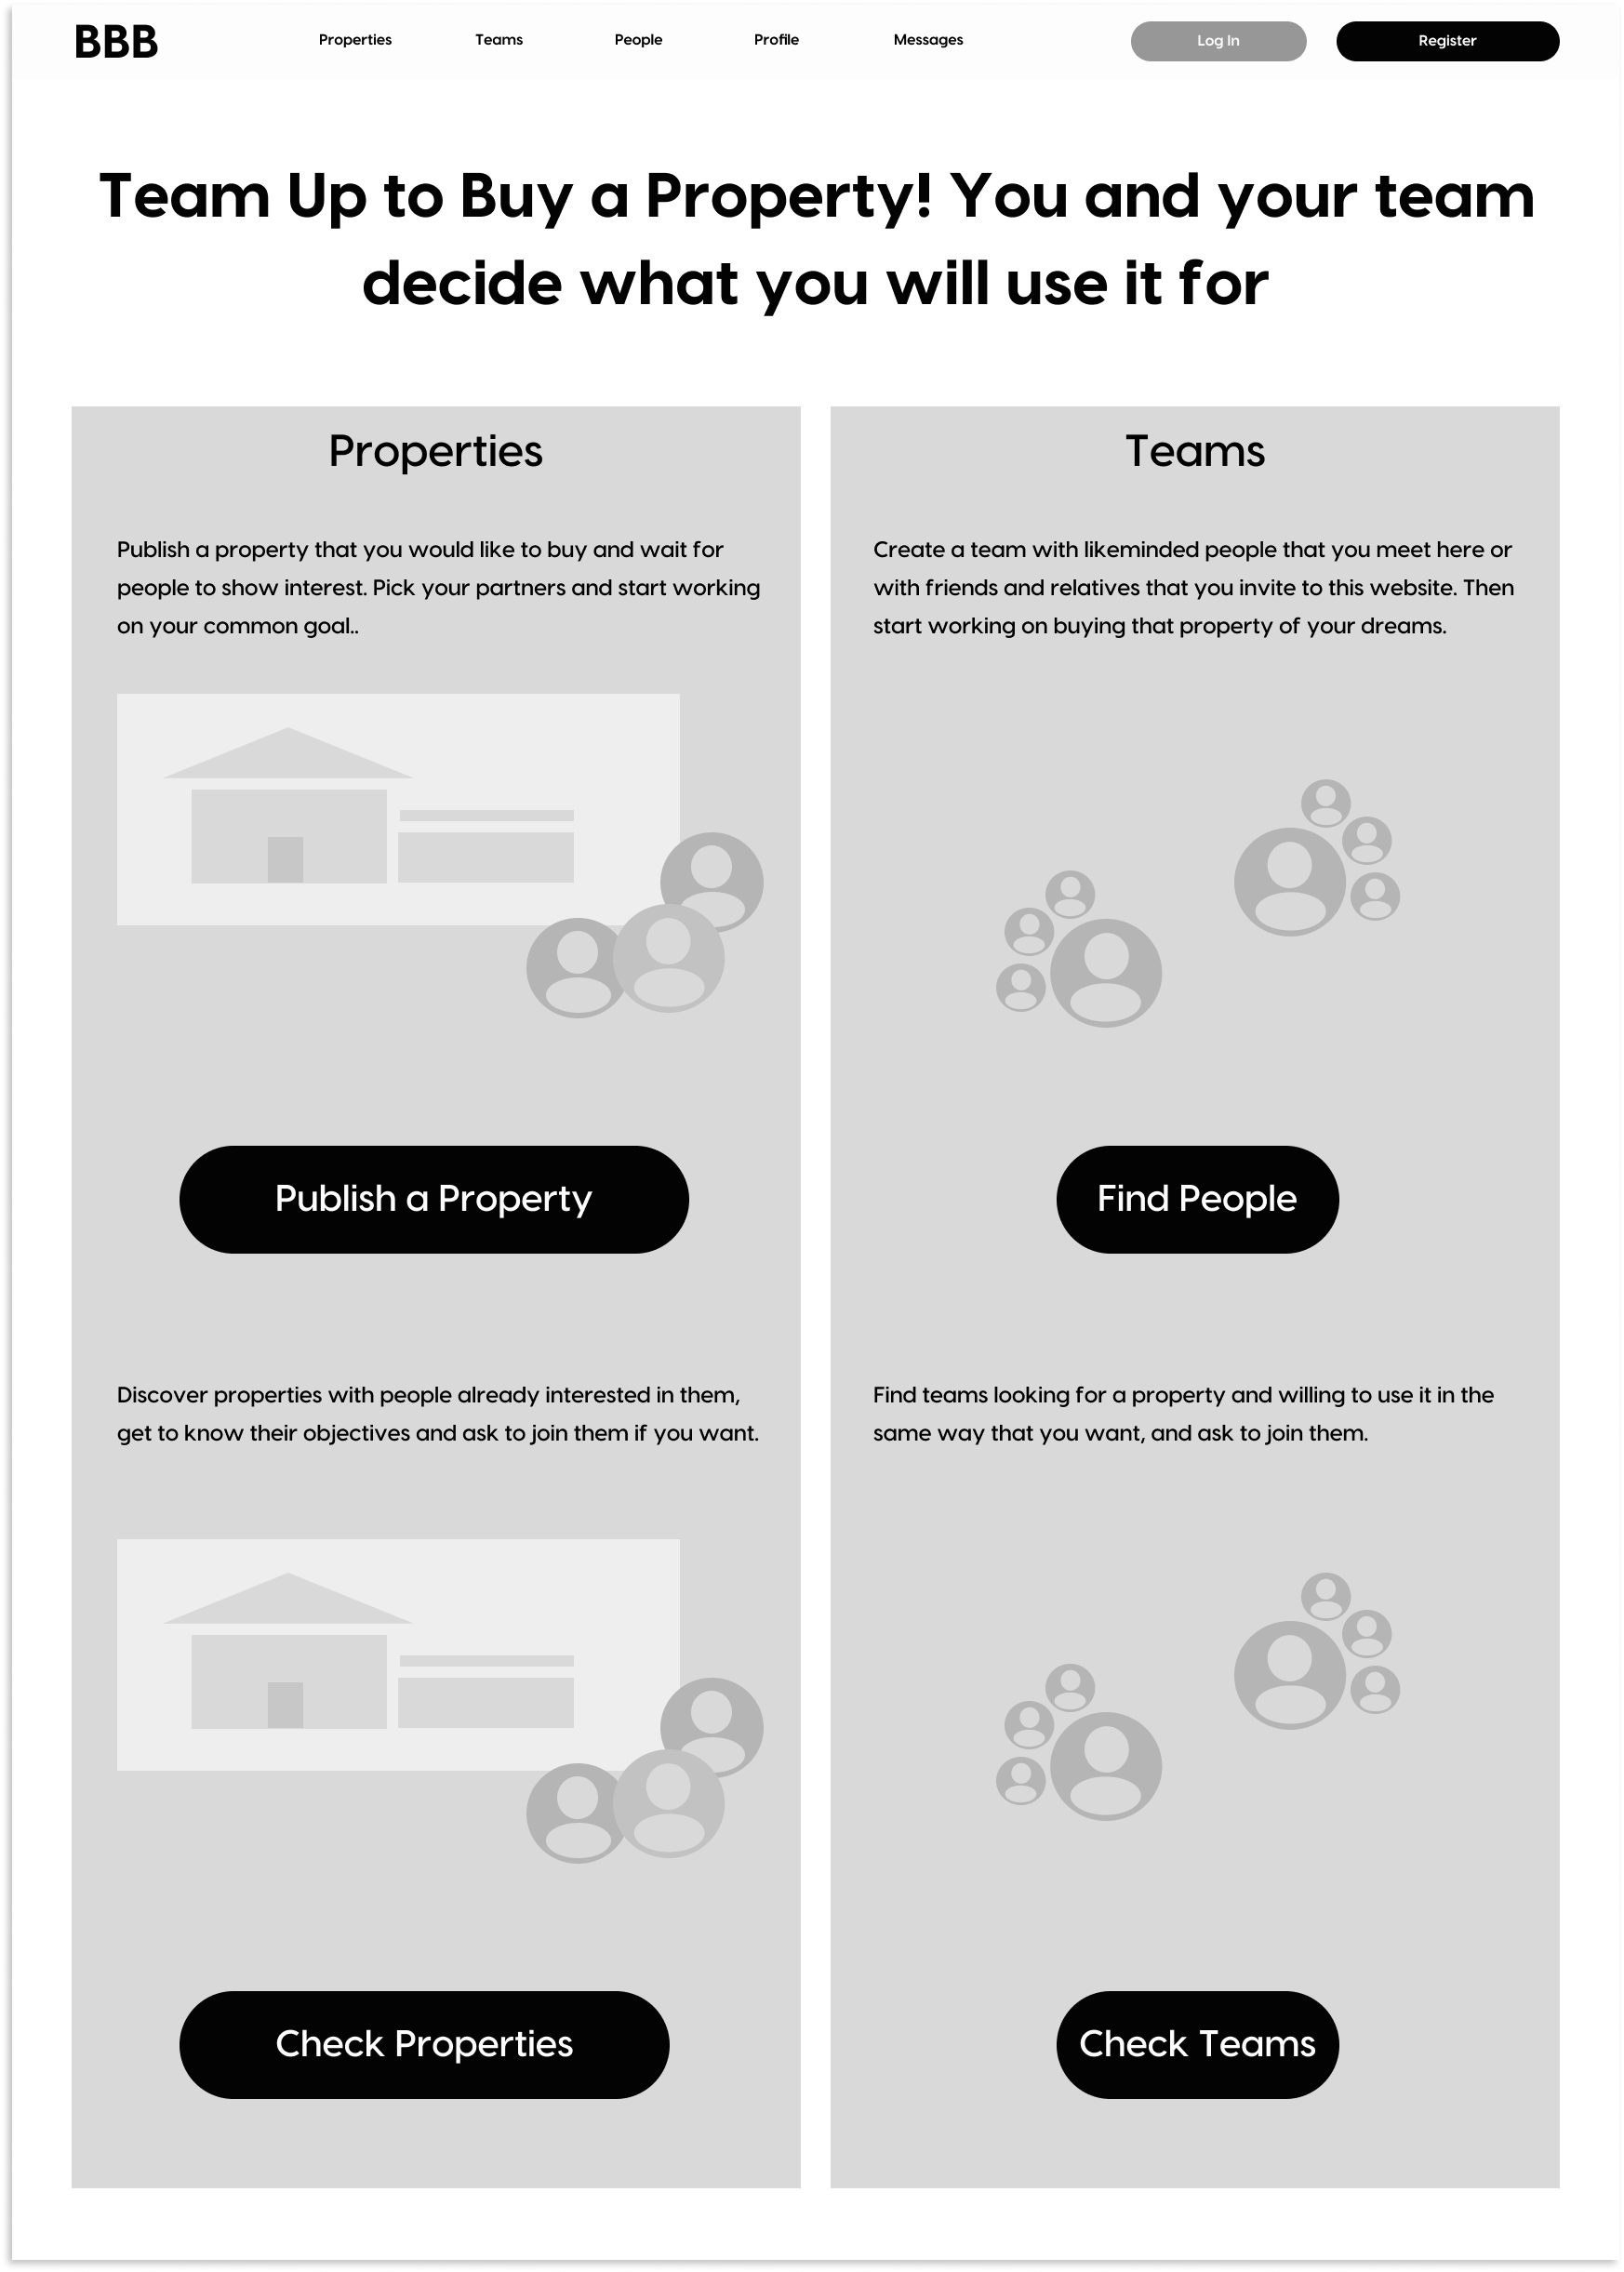 BBB
Properties
Teams
People
Profile
Messages
Log In
Register
Team Up to Buy a Property! You and your team
decide what you will use it for
Properties
Publish a property that you would like to buy and wait for
people to show interest. Pick your partners and start working
on your common goal..
Publish a Property
Discover properties with people already interested in them,
get to know their objectives and ask to join them if you want.
Check Properties
Teams
Create a team with likeminded people that you meet here or
with friends and relatives that you invite to this website. Then
start working on buying that property of your dreams.
Find People
Find teams looking for a property and willing to use it in the
same way that you want, and ask to join them.
Check Teams